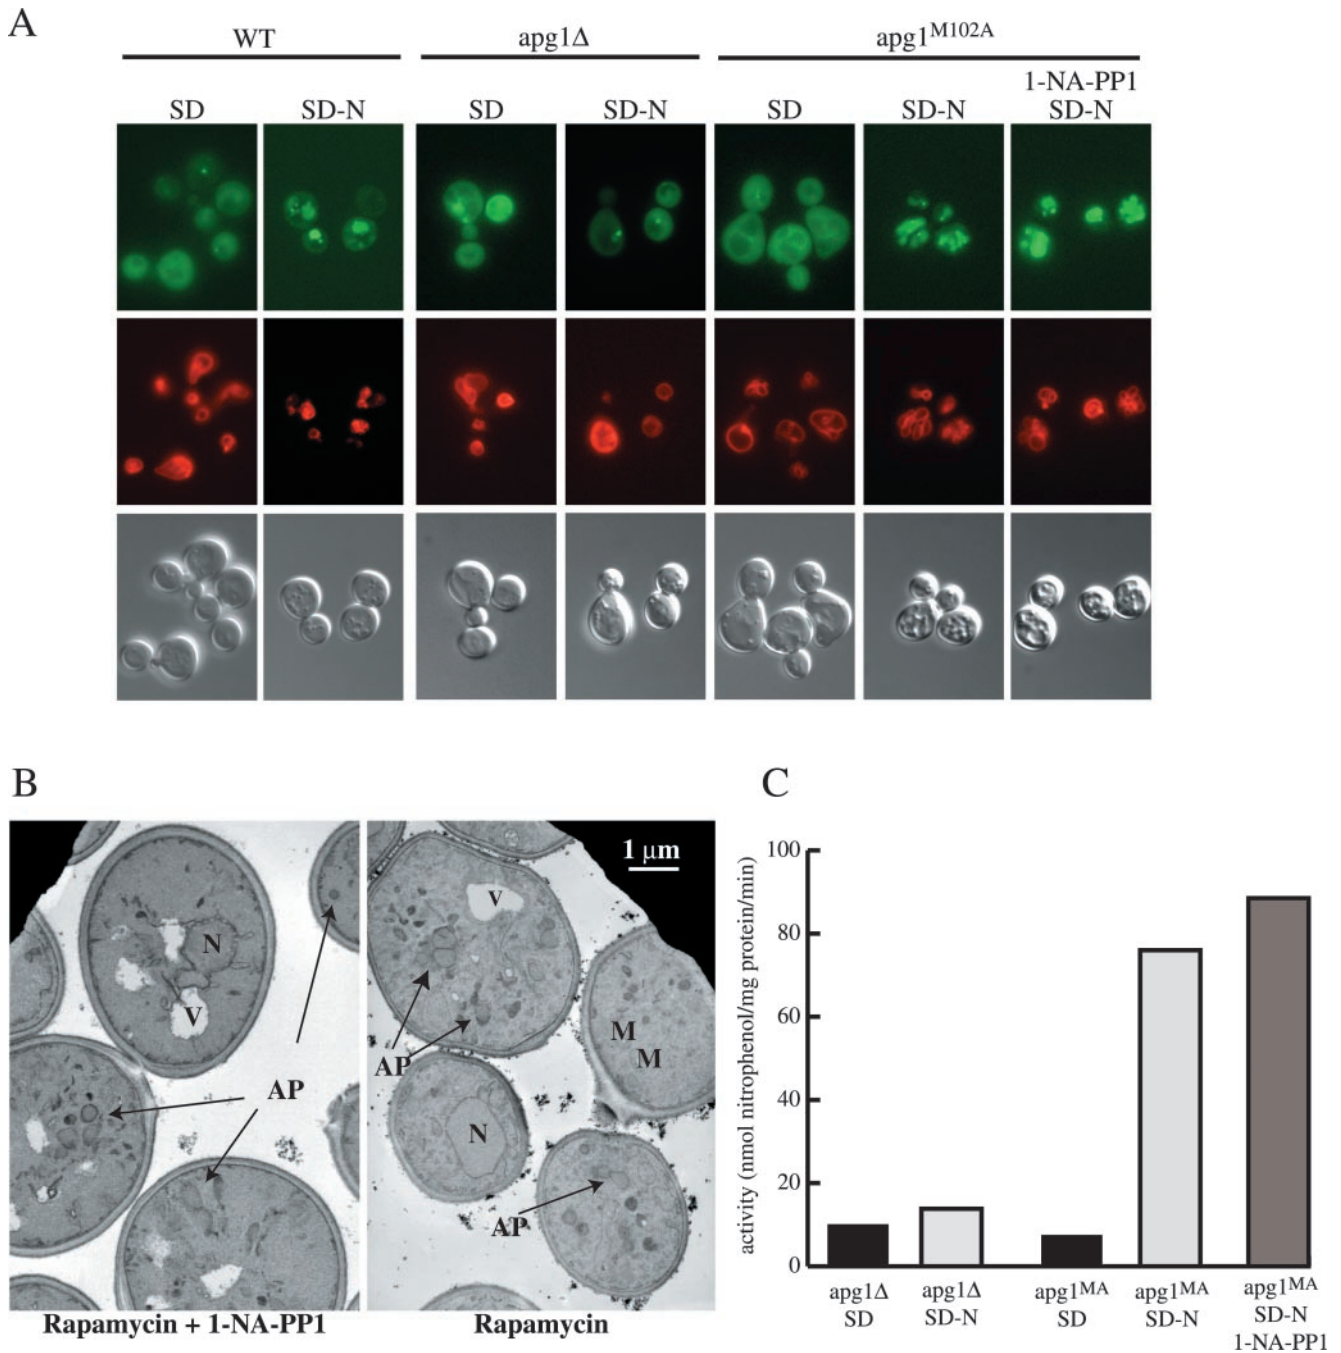 A
WT
apg1Δ
apg1M102A
1-NA-PP1
SD
SD-N
SD
SD-N
SD
SD-N
SD-N
B
C
1 μm
N
V
AP
V
AP
M
M
N
AP
Rapamycin + 1-NA-PP1
Rapamycin
activity (nmol nitrophenol/mg protein/min)
100
80
60
40
20
0
apg1Δ
SD
apg1Δ
SD-N
apg1MA
SD
apg1MA
SD-N
apg1MA
SD-N
1-NA-PP1